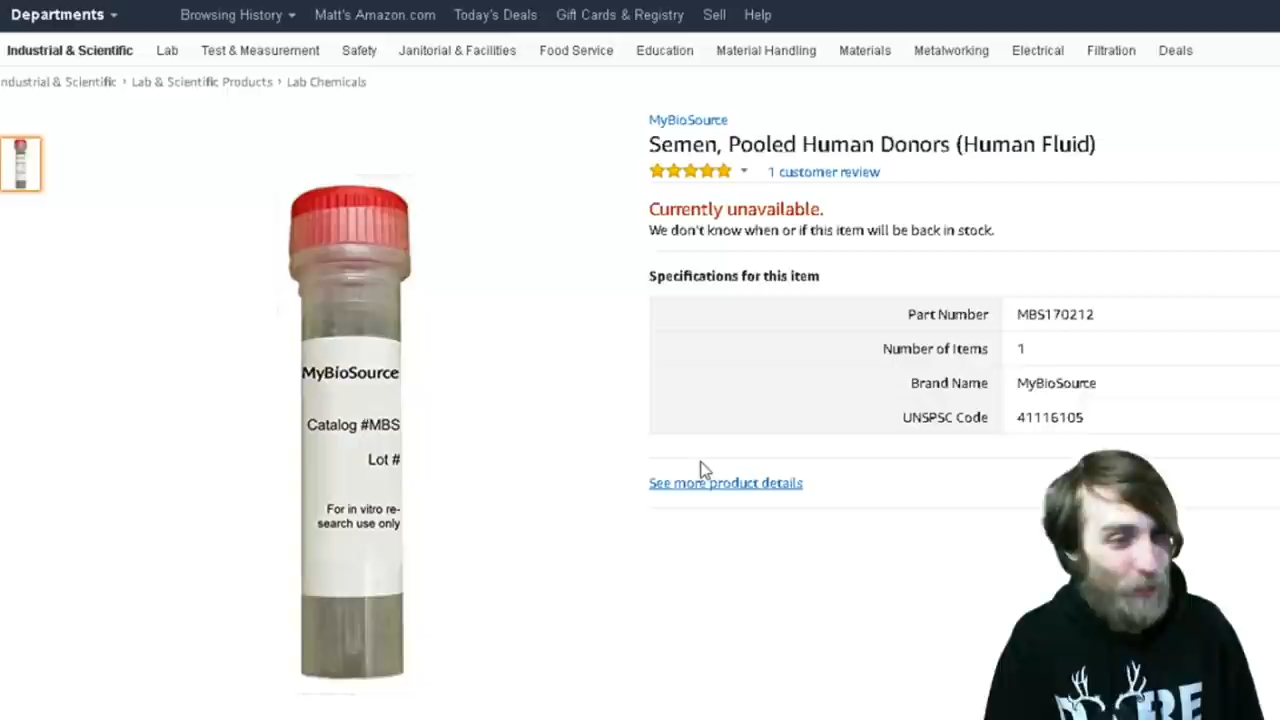 Departments Browsing History Matt's Amazon.com Today's Deals Gift Cards & Registry Sell Help
Industrial & Scientific Lab Test & Measurement Safety Janitorial & Facilities Food Service Education Material Handling Materials Metalworking Electrical Filtration Deals
ndustrial & Scientific › Lab & Scientific Products › Lab Chemicals
MyBioSource
Semen, Pooled Human Donors (Human Fluid)
1 customer review
Currently unavailable.
We don't know when or if this item will be back in stock.
Specifications for this item
Part Number MBS170212
Number of Items 1
Brand Name MyBioSource
UNSPSC Code 41116105
See more product details
MyBioSource
Catalog #MBS
Lot #
For in vitro re-
search use only